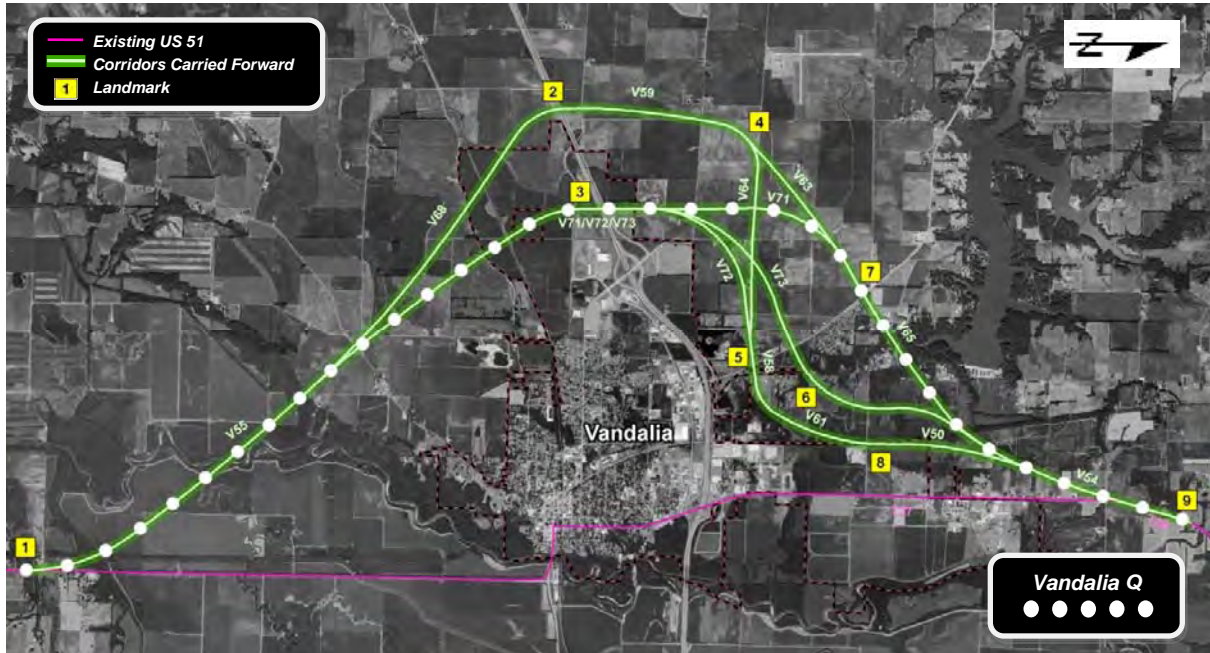 Existing US 51
Corridors Carried Forward
1 Landmark
Z
2
V59
4
V68
3
V64
V63
V71
V71/V72/V73
V72
V73
7
V65
5
V58
6
V55
Vandalia
V61
V50
8
V54
1
9
Vandalia Q